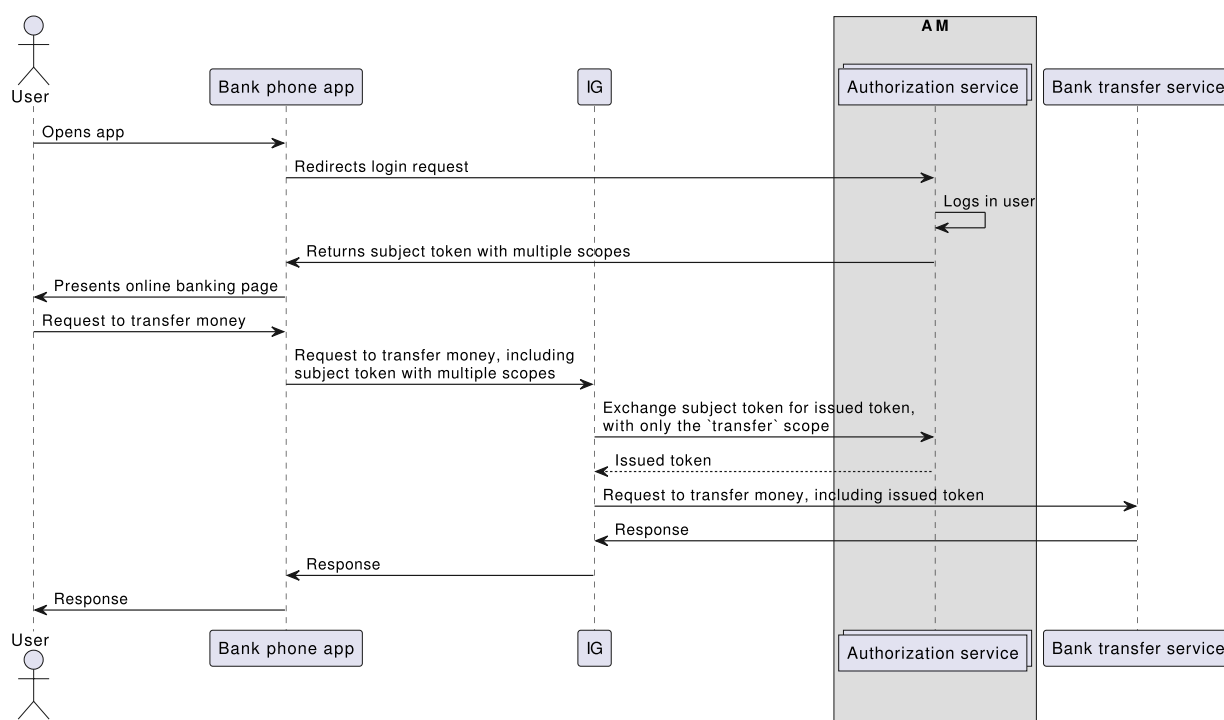 AM
User
Bank phone app
IG
Authorization service
Bank transfer service
Opens app
Redirects login request
Logs in user
Returns subject token with multiple scopes
Presents online banking page
Request to transfer money
Request to transfer money, including
subject token with multiple scopes
Exchange subject token for issued token,
with only the `transfer` scope
Issued token
Request to transfer money, including issued token
Response
Response
Response
User
Bank phone app
IG
Authorization service
Bank transfer service